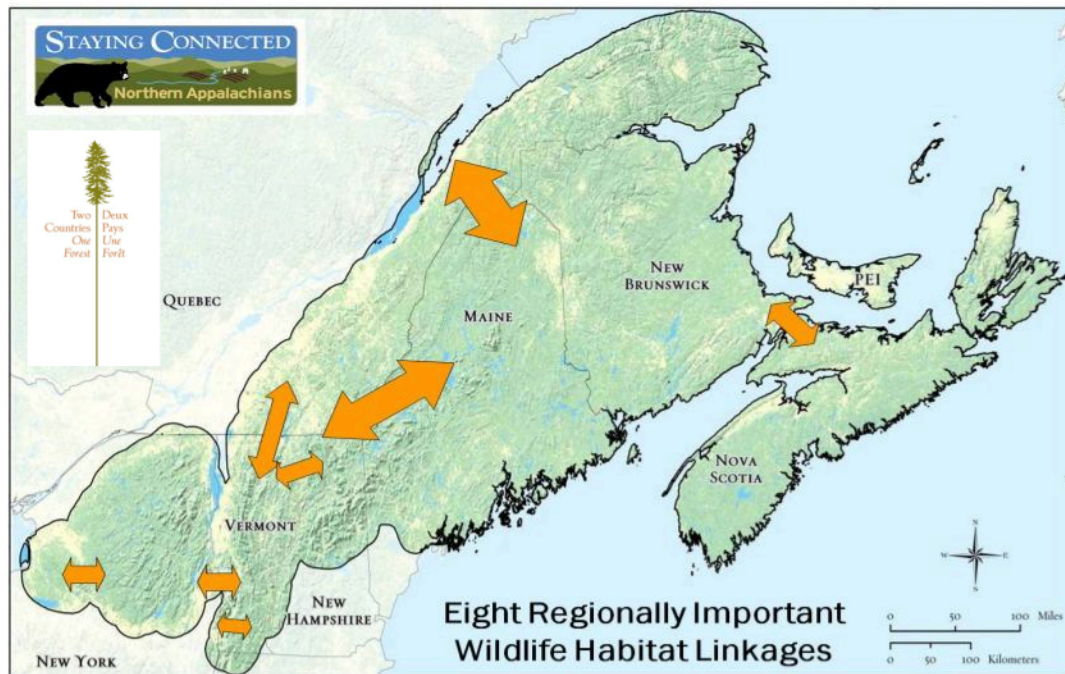 STAYING CONNECTED
Northern Appalachians
Two Deux
Countries Pays
One Une
Forest Forêt
QUEBEC
MAINE
NEW
BRUNSWICK
PEI
NOVA
SCOTIA
VERMONT
NEW
HAMPSHIRE
NEW YORK
Eight Regionally Important
Wildlife Habitat Linkages
N
W E
S
0 50 100 Miles
0 50 100 Kilometers